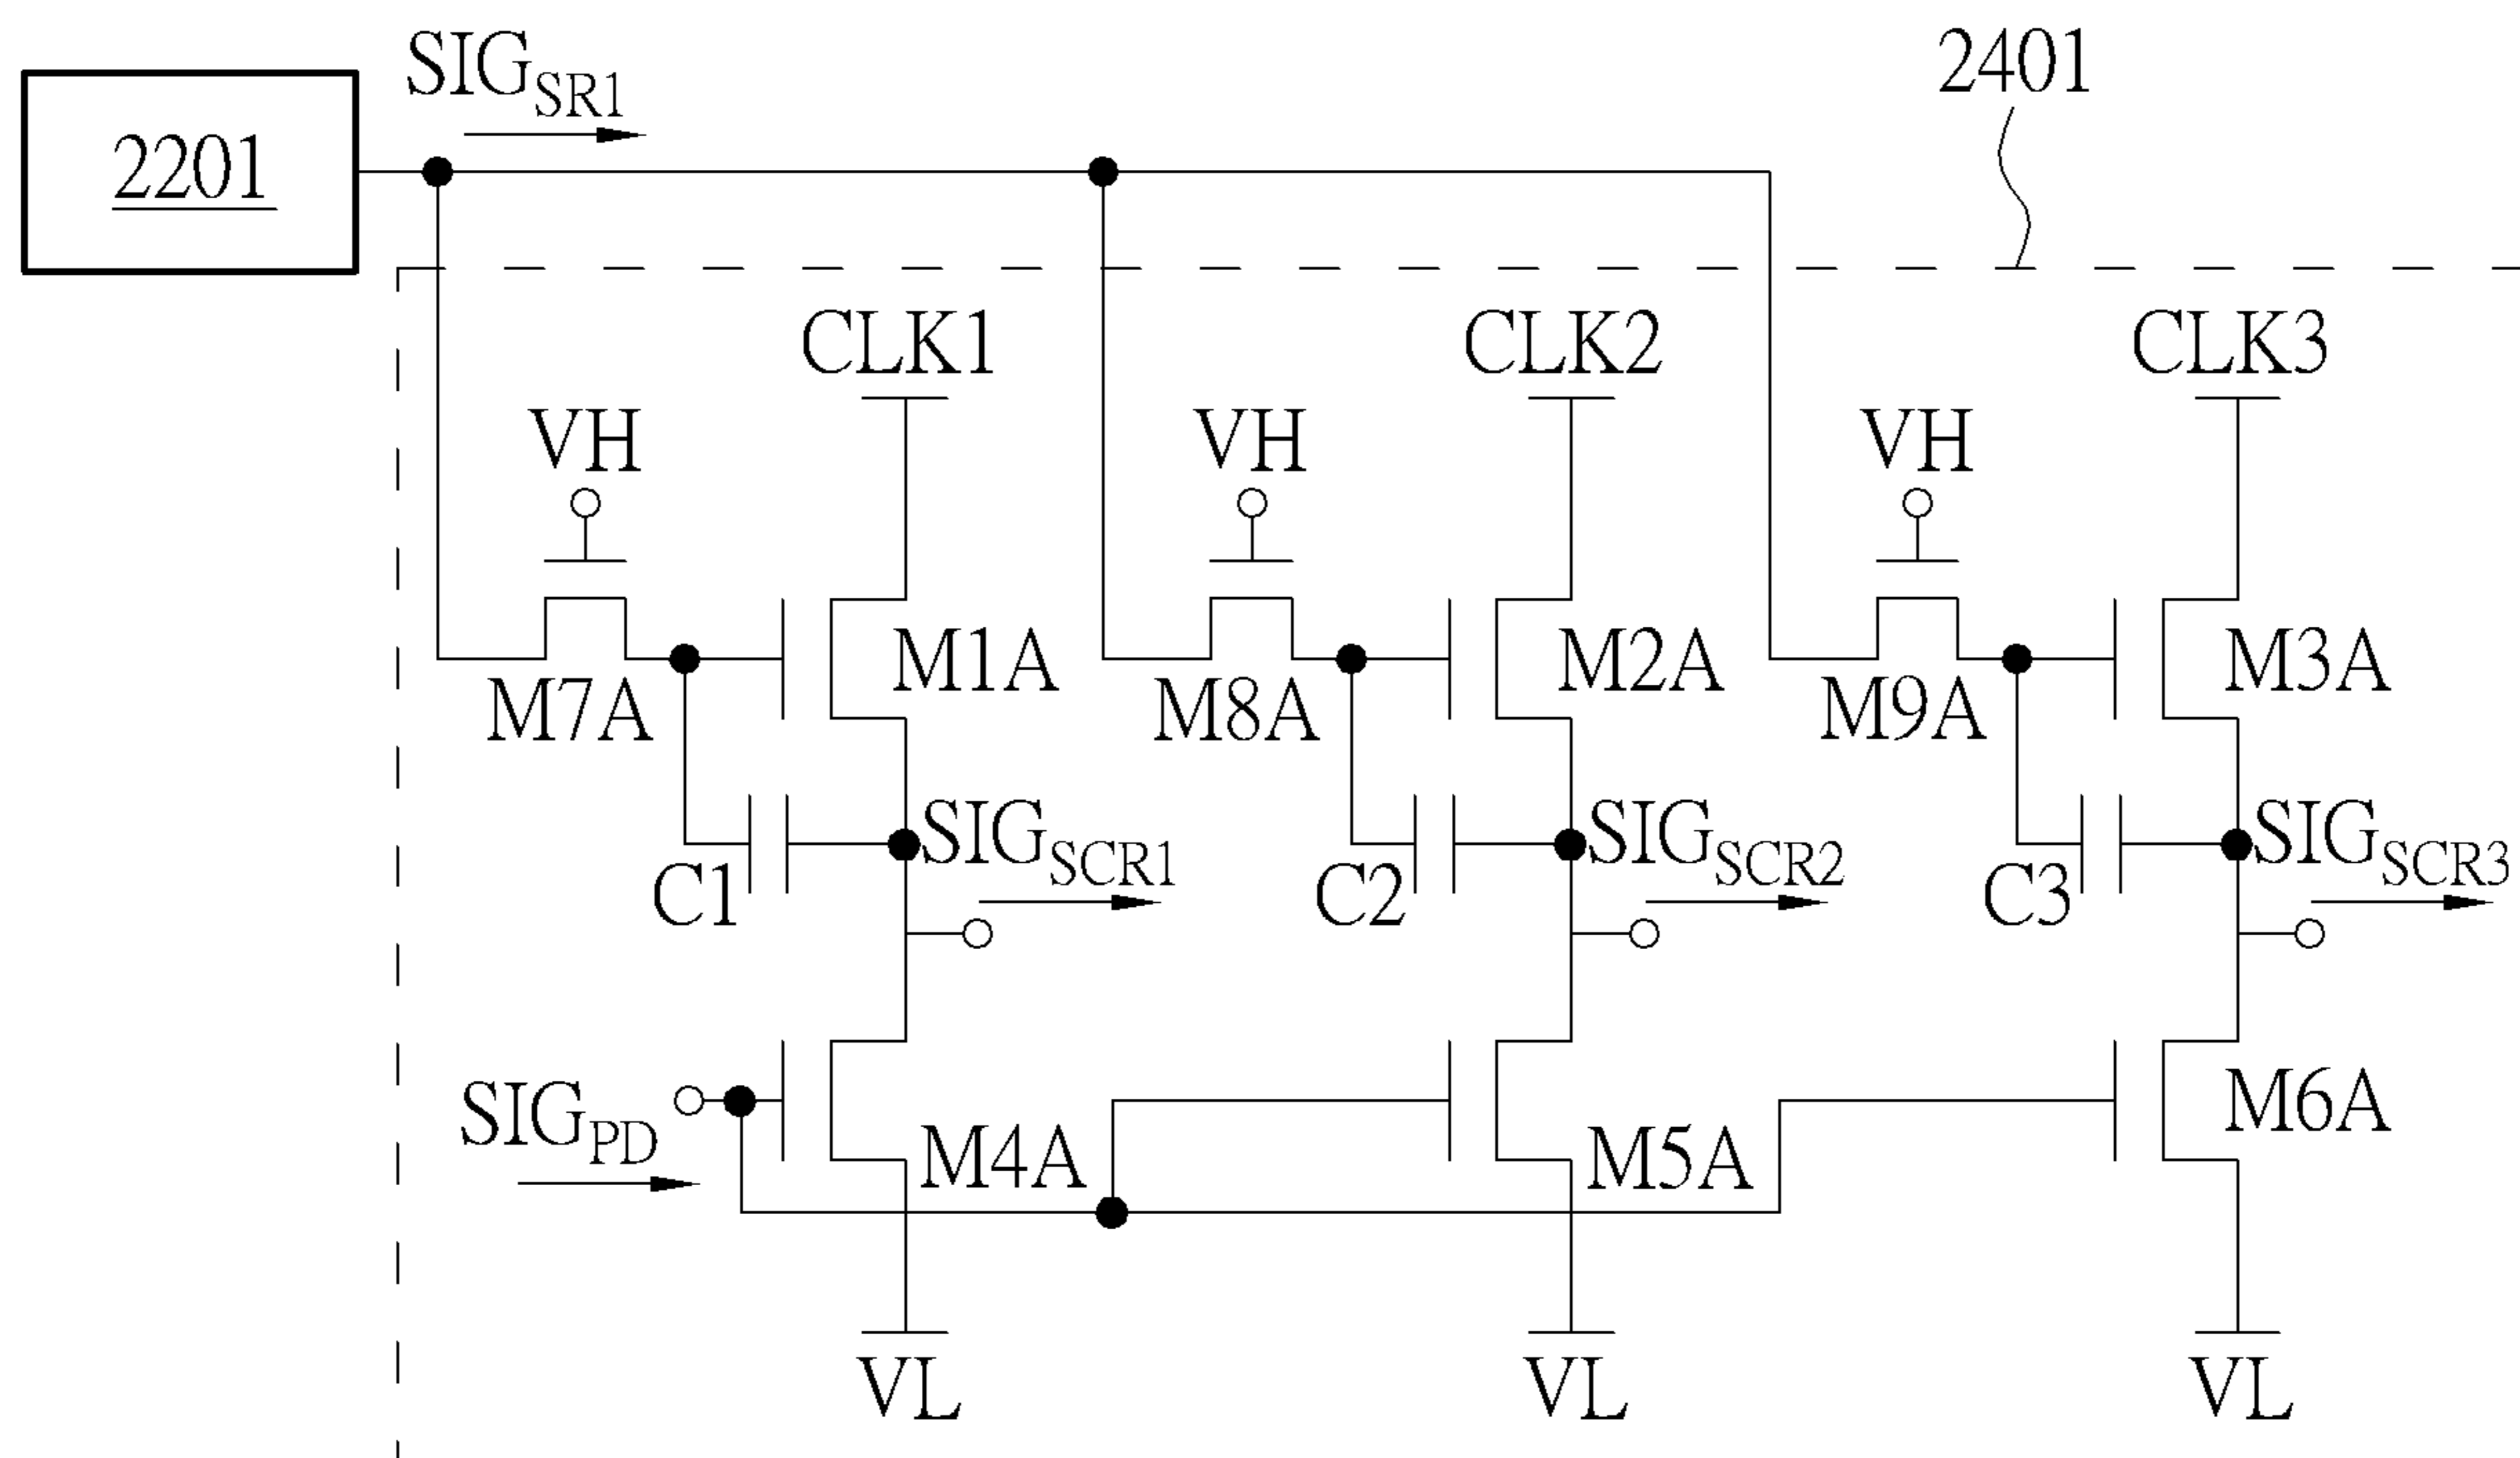 SIGSR1
2401
2201
CLK1 CLK2 CLK3
VH VH VH
M1A M2A M3A
M7A M8A M9A
SIGSCR1 SIGSCR2 SIGSCR3
C1 C2 C3
SIGPD M6A
M4A M5A
VL VL VL